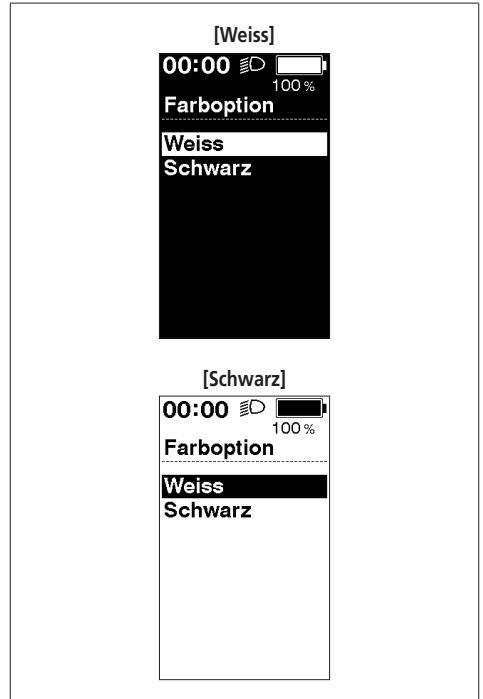 [Weiss]
00:00
100 %
Farboption
Weiss
Schwarz
[Schwarz]
00:00
100 %
Farboption
Weiss
Schwarz